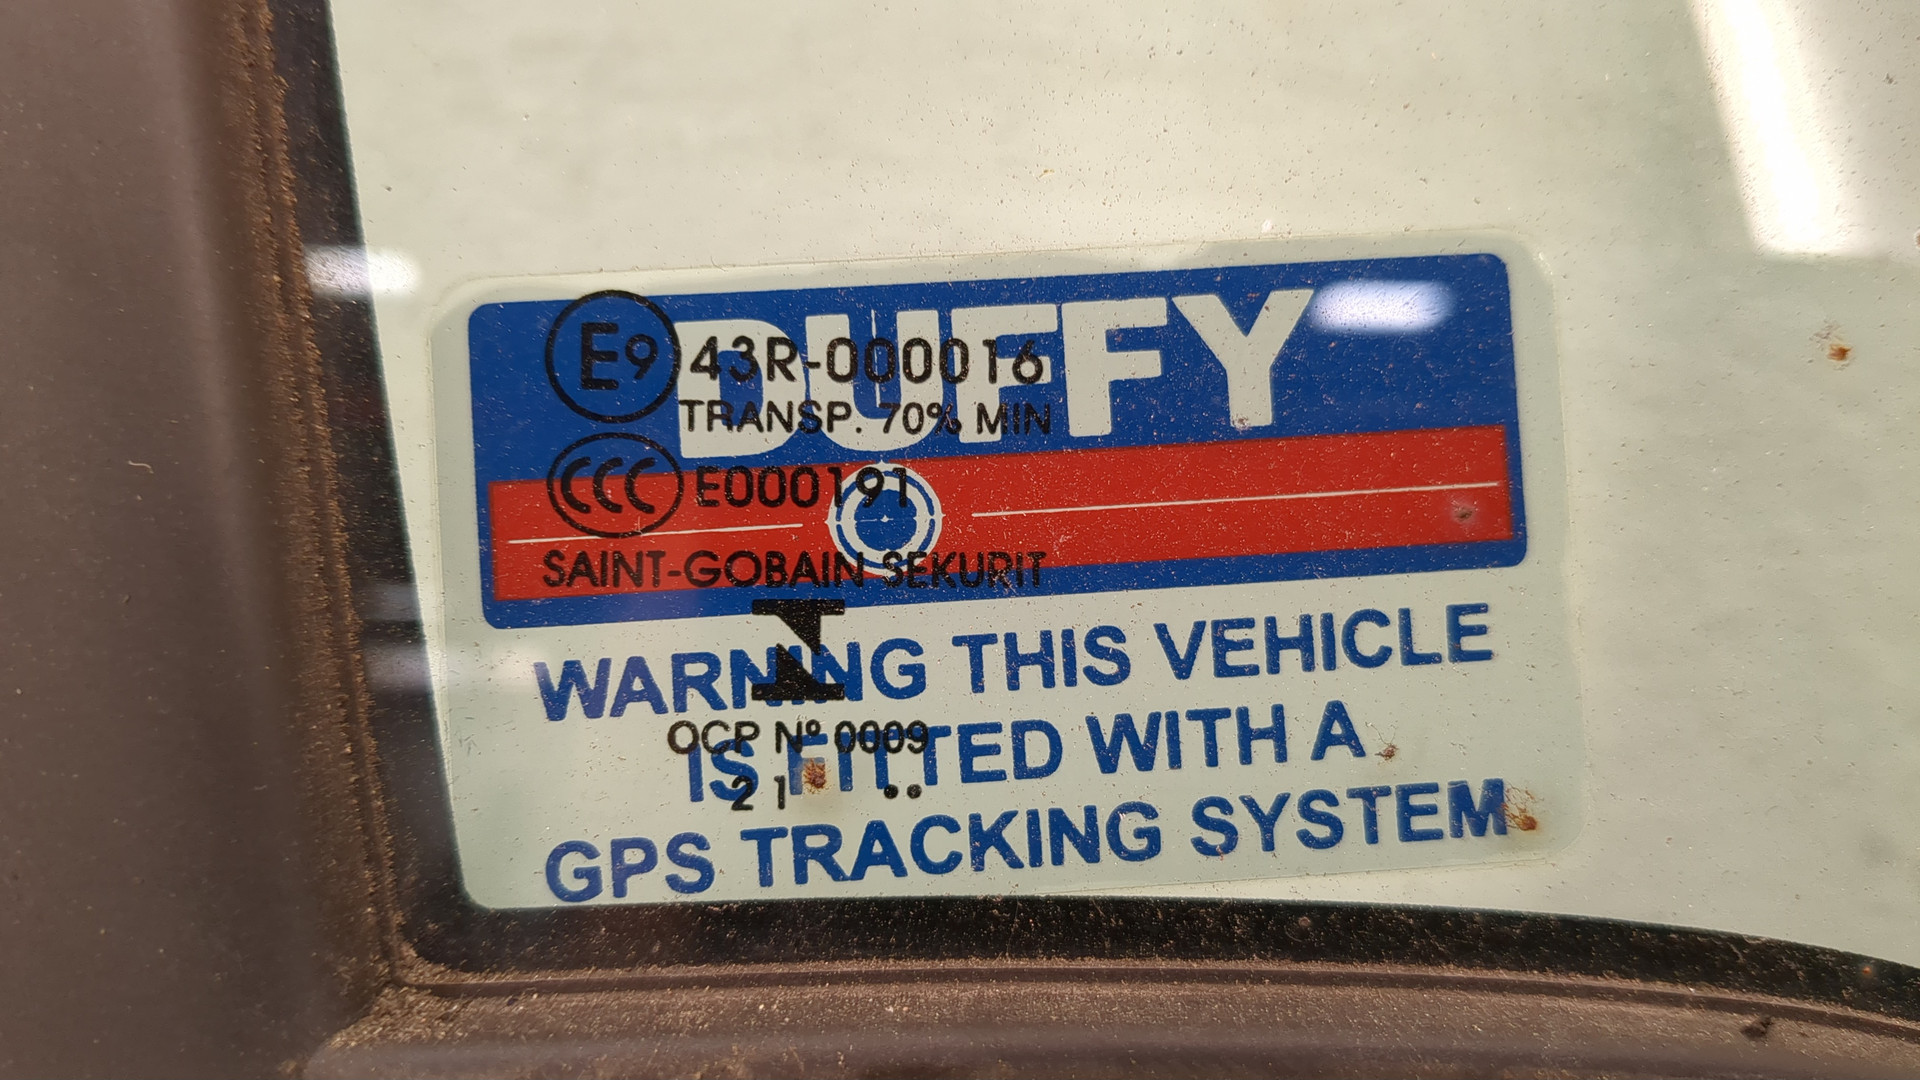 DUFFY
E9 43R-000016
TRANSP. 70% MIN
CCC E000191
SAINT-GOBAIN SEKURIT
N
WARNING THIS VEHICLE
OCP Nº 0009
IS FITTED WITH A
21 ..
GPS TRACKING SYSTEM